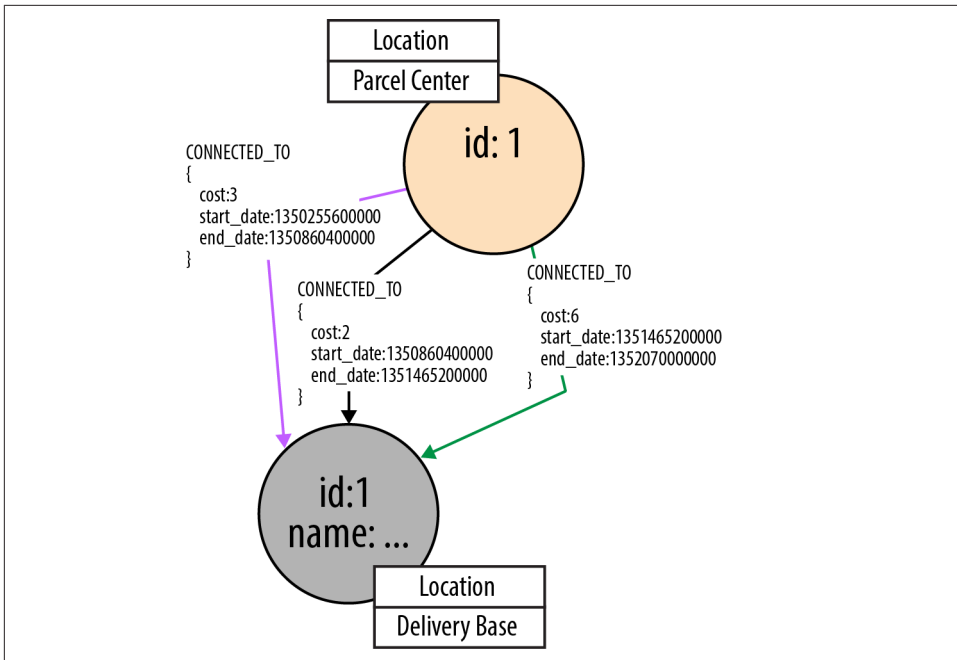 Location
Parcel Center
id: 1
CONNECTED_TO
{
cost:3
start_date:1350255600000
end_date:1350860400000
}
CONNECTED_TO
{
cost:2
start_date:1350860400000
end_date:1351465200000
}
CONNECTED_TO
{
cost:6
start_date:1351465200000
end_date:1352070000000
}
id:1
name: ...
Location
Delivery Base